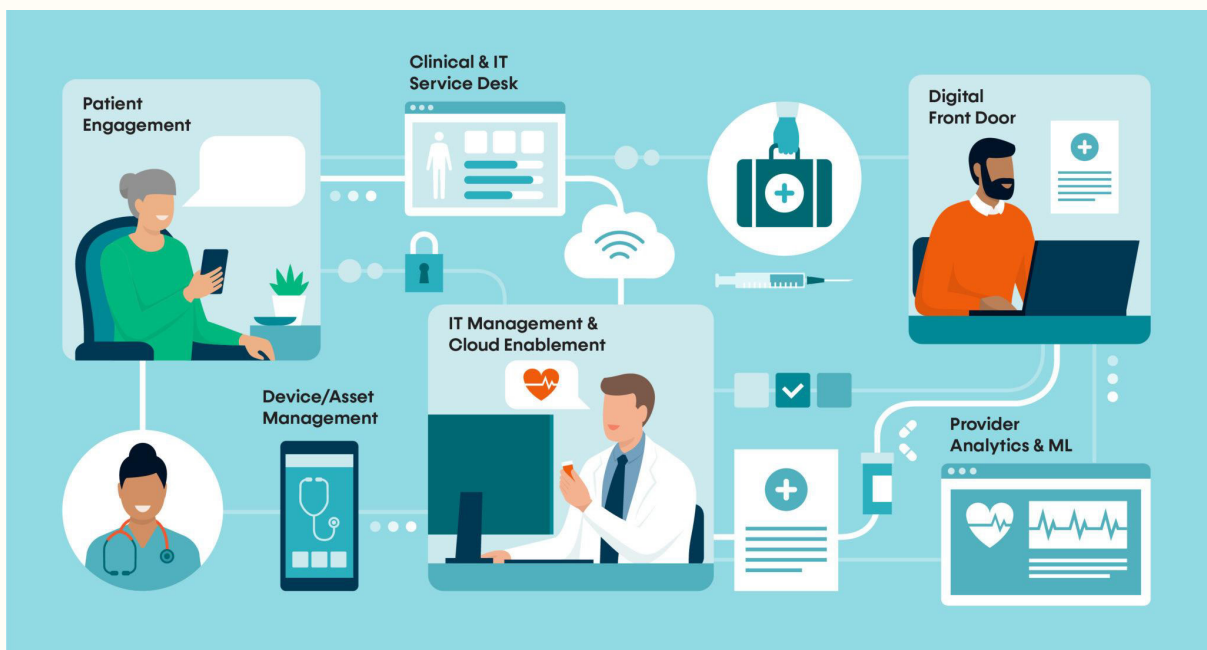 Clinical & IT
Service Desk
Patient
Engagement
Digital
Front Door
IT Management &
Cloud Enablement
Device/Asset
Management
Provider
Analytics & ML